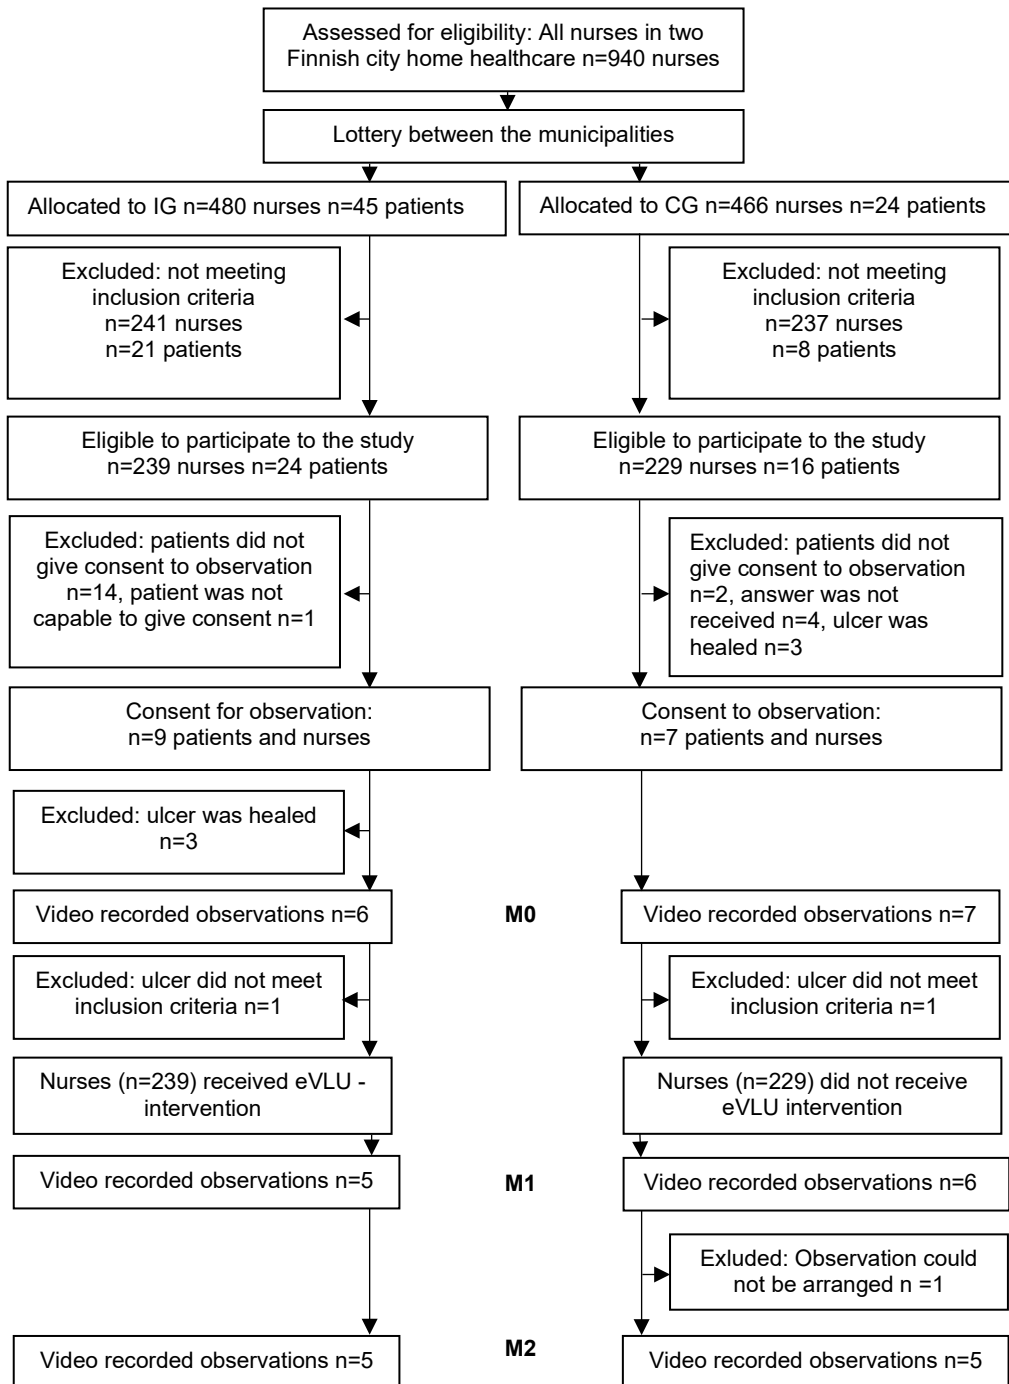 Assessed for eligibility: All nurses in two
Finnish city home healthcare n=940 nurses
Lottery between the municipalities
Allocated to IG n=480 nurses n=45 patients
Allocated to CG n=466 nurses n=24 patients
Excluded: not meeting
inclusion criteria
n=241 nurses
n=21 patients
Excluded: not meeting
inclusion criteria
n=237 nurses
n=8 patients
Eligible to participate to the study
n=239 nurses n=24 patients
Eligible to participate to the study
n=229 nurses n=16 patients
Excluded: patients did not
give consent to observation
n=14, patient was not
capable to give consent n=1
Excluded: patients did not
give consent to observation
n=2, answer was not
received n=4, ulcer was
healed n=3
Consent for observation:
n=9 patients and nurses
Consent to observation:
n=7 patients and nurses
Excluded: ulcer was healed
n=3
Video recorded observations n=6
M0
Video recorded observations n=7
Excluded: ulcer did not meet
inclusion criteria n=1
Excluded: ulcer did not meet
inclusion criteria n=1
Nurses (n=239) received eVLU -
intervention
Nurses (n=229) did not receive
eVLU intervention
Video recorded observations n=5
M1
Video recorded observations n=6
Exluded: Observation could
not be arranged n =1
Video recorded observations n=5
M2
Video recorded observations n=5